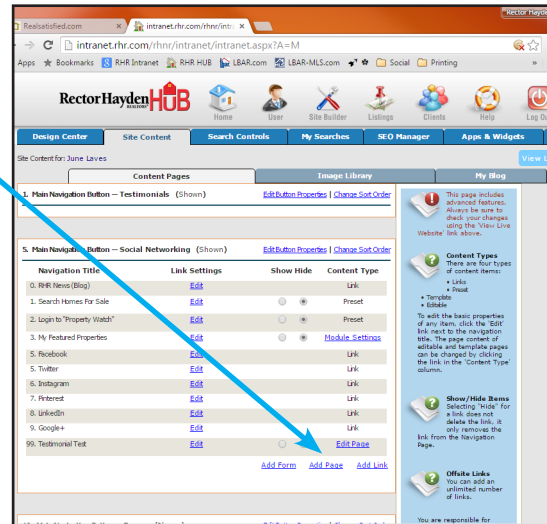 Rector Hayde
Realsatisfied.com
intranet.rhr.com/rhnr/intr
intranet.rhr.com/rhnr/intranet/intranet.aspx?A=M
Apps Bookmarks RHR Intranet RHR HUB LBAR.com LBAR-MLS.com Social Printing »
RectorHayden HUB
REALTORS
Home User Site Builder Listings Clients Help Log Ou
Design Center Site Content Search Controls My Searches SEO Manager Apps & Widgets
Site Content for: June Laves
View L
Content Pages Image Library My Blog
1. Main Navigation Button — Testimonials (Shown) Edit Button Properties | Change Sort Order
5. Main Navigation Button — Social Networking (Shown) Edit Button Properties | Change Sort Order
Navigation Title Link Settings Show Hide Content Type
0. RHR News (Blog) Edit Link
1. Search Homes For Sale Edit Preset
2. Login to "Property Watch" Edit Preset
3. My Featured Properties Edit Module Settings
5. Facebook Edit Link
5. Twitter Edit Link
6. Instagram Edit Link
7. Pinterest Edit Link
8. LinkedIn Edit Link
9. Google+ Edit Link
99. Testimonial Test Edit Edit Page
Add Form Add Page Add Link
This page includes
advanced features.
Always be sure to
check your changes
using the 'View Live
Website' link above.
Content Types
There are four types
of content items:
• Links
• Preset
• Template
• Editable
To edit the basic properties
of any item, click the 'Edit'
link next to the navigation
title. The page content of
editable and template pages
can be changed by clicking
the link in the 'Content Type'
column.
Show/Hide Items
Selecting "Hide" for
a link does not
delete the link, it
only removes the
link from the Navigation
Page.
Offsite Links
You can add an
unlimited number
of links.
You are responsible for